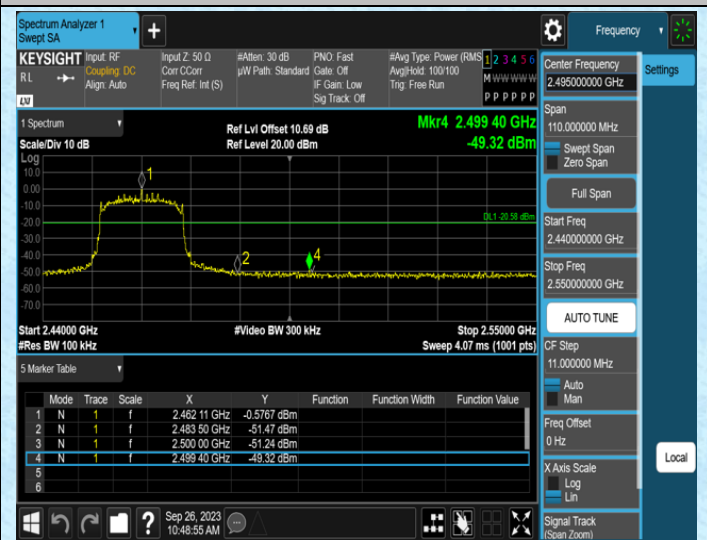 Spectrum Analyzer 1
Swept SA
+
Frequency
KEYSIGHT
RL
LXI
Input: RF
Coupling: DC
Align: Auto
Input Z: 50 Ω
Corr CCorr
Freq Ref: Int (S)
#Atten: 30 dB
µW Path: Standard
PNO: Fast
Gate: Off
IF Gain: Low
Sig Track: Off
#Avg Type: Power (RMS
Avg|Hold: 100/100
Trig: Free Run
1 2 3 4 5 6
M W W W W W
P P P P P P
1 Spectrum
Scale/Div 10 dB
Log
Ref Lvl Offset 10.69 dB
Ref Level 20.00 dBm
Mkr4 2.499 40 GHz
-49.32 dBm
10.0
0.00
-10.0
-20.0
-30.0
-40.0
-50.0
-60.0
-70.0
1
2
4
DL1 -20.58 dBm
Start 2.44000 GHz
#Res BW 100 kHz
#Video BW 300 kHz
Stop 2.55000 GHz
Sweep 4.07 ms (1001 pts)
5 Marker Table
Mode Trace Scale X Y Function Function Width Function Value
1 N 1 f 2.462 11 GHz -0.5767 dBm
2 N 1 f 2.483 50 GHz -51.47 dBm
3 N 1 f 2.500 00 GHz -51.24 dBm
4 N 1 f 2.499 40 GHz -49.32 dBm
5
6
?
Sep 26, 2023
10:48:55 AM
Center Frequency
2.495000000 GHz
Settings
Span
110.000000 MHz
Swept Span
Zero Span
Full Span
Start Freq
2.440000000 GHz
Stop Freq
2.550000000 GHz
AUTO TUNE
CF Step
11.000000 MHz
Auto
Man
Freq Offset
0 Hz
X Axis Scale
Log
Lin
Local
Signal Track
(Span Zoom)